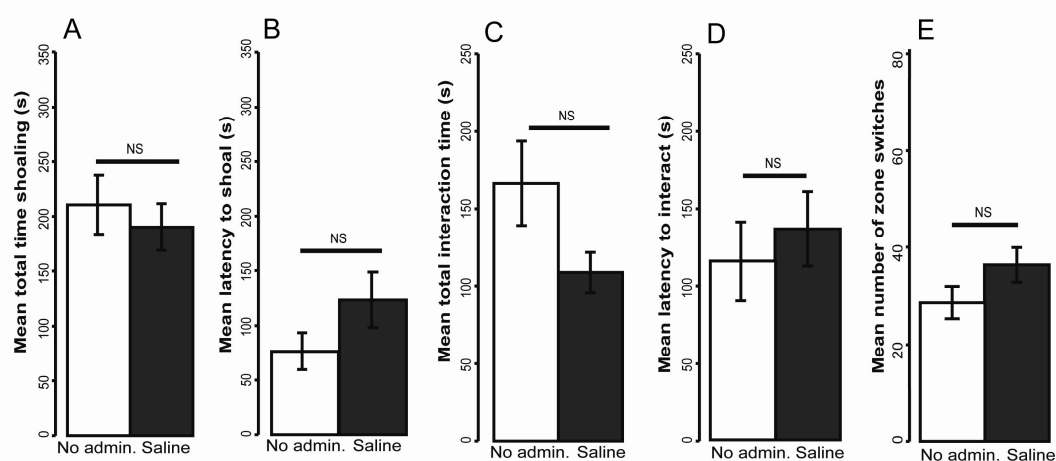 A
Mean total time shoaling (s)
0
50
100
150
200
250
300
350
NS
No admin. Saline
B
Mean latency to shoal (s)
0
50
100
150
200
250
300
350
NS
No admin. Saline
C
Mean total interaction time (s)
0
50
100
150
200
250
NS
No admin. Saline
D
Mean latency to interact (s)
0
50
100
150
200
250
NS
No admin. Saline
E
Mean number of zone switches
0
20
40
60
80
NS
No admin. Saline